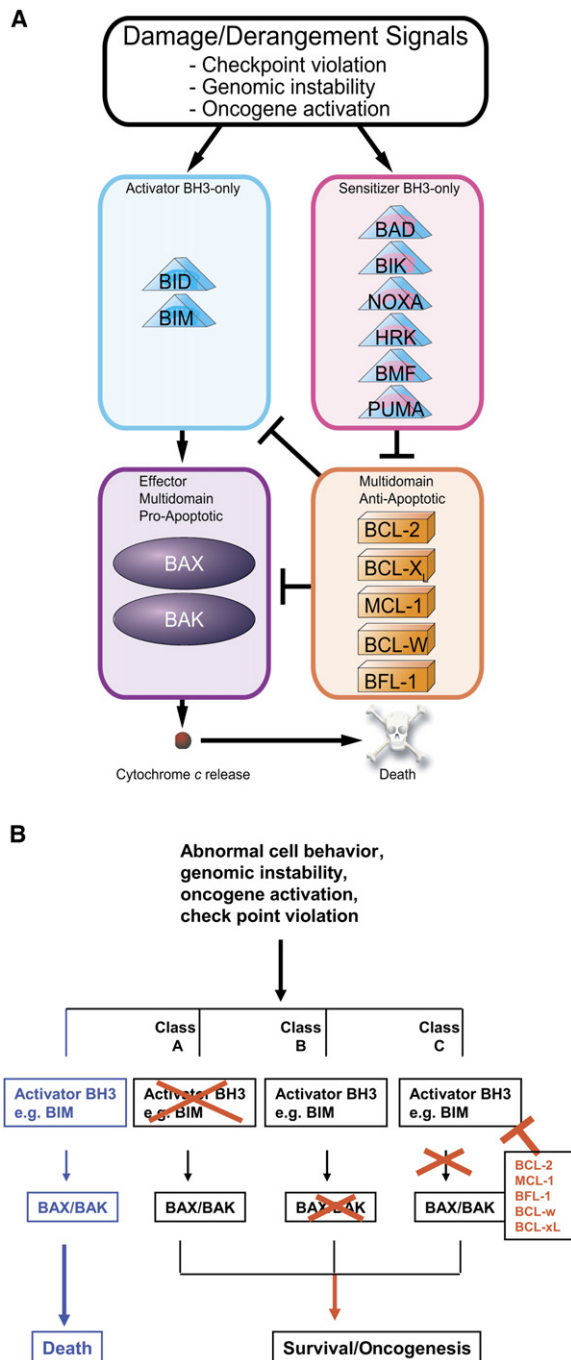 A
Damage/Derangement Signals
- Checkpoint violation
- Genomic instability
- Oncogene activation
Activator BH3-only
BID
BIM
Sensitizer BH3-only
BAD
BIK
NOXA
HRK
BMF
PUMA
Effector
Multidomain
Pro-Apoptotic
BAX
BAK
Multidomain
Anti-Apoptotic
BCL-2
BCL-XL
MCL-1
BCL-W
BFL-1
Cytochrome c release
Death
B
Abnormal cell behavior,
genomic instability,
oncogene activation,
check point violation
Class
A
Class
B
Class
C
Activator BH3
e.g. BIM
Activator BH3
e.g. BIM
Activator BH3
e.g. BIM
Activator BH3
e.g. BIM
BCL-2
MCL-1
BFL-1
BCL-w
BCL-xL
BAX/BAK
BAX/BAK
BAX/BAK
BAX/BAK
Death
Survival/Oncogenesis